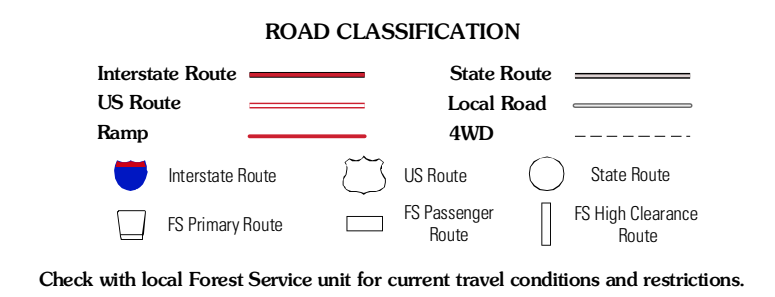 ROAD CLASSIFICATION
Interstate Route State Route
US Route Local Road
Ramp 4WD
Interstate Route US Route State Route
FS Primary Route FS Passenger Route FS High Clearance Route
Check with local Forest Service unit for current travel conditions and restrictions.